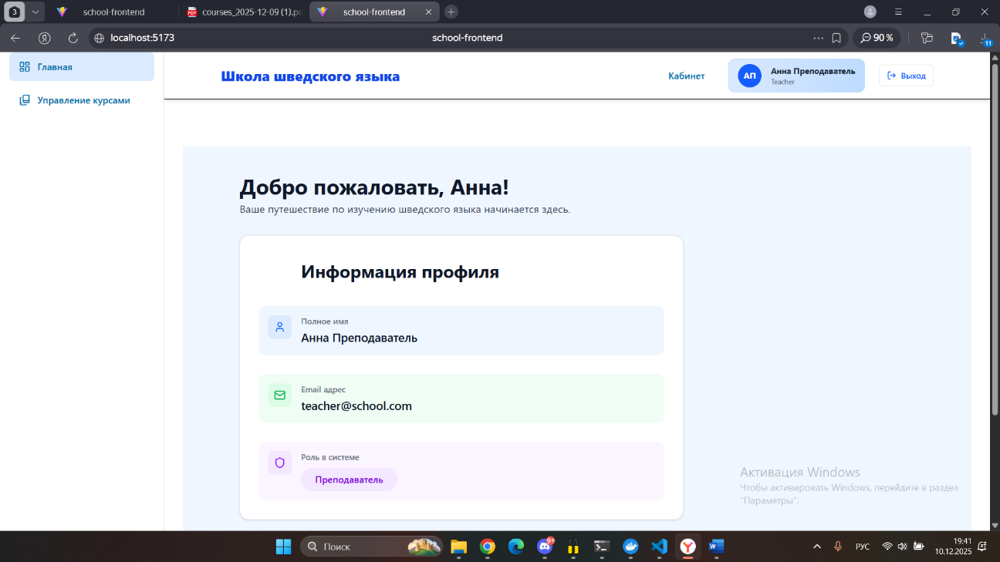 3
school-frontend
courses_2025-12-09 (1).pd
school-frontend
localhost:5173
school-frontend
90 %
11
Главная
Управление курсами
Школа шведского языка
Кабинет
АП
Анна Преподаватель
Teacher
Выход
Добро пожаловать, Анна!
Ваше путешествие по изучению шведского языка начинается здесь.
Информация профиля
Полное имя
Анна Преподаватель
Email адрес
teacher@school.com
Роль в системе
Преподаватель
Активация Windows
Чтобы активировать Windows, перейдите в раздел
"Параметры".
Поиск
9+
РУС
19:41
10.12.2025